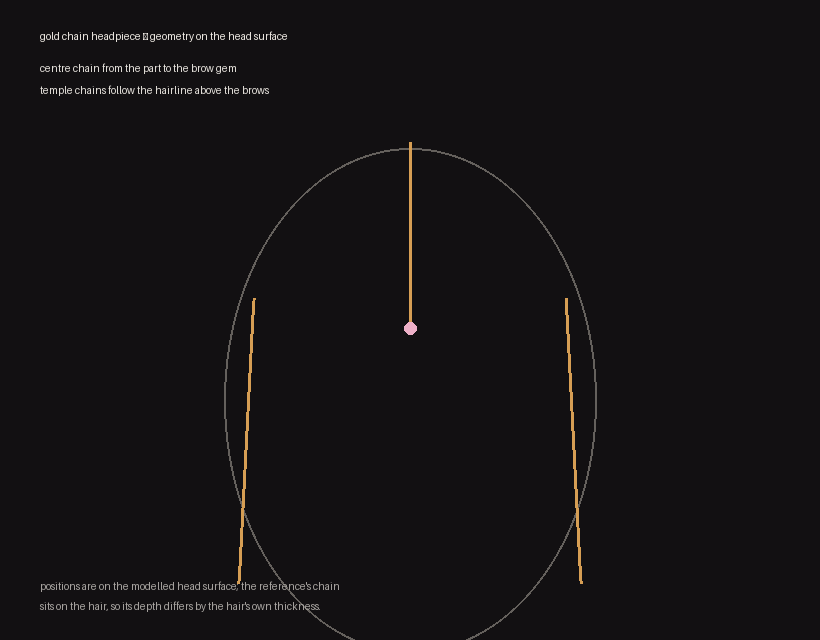 gold chain headpiece ▯ geometry on the head surface
centre chain from the part to the brow gem
temple chains follow the hairline above the brows
positions are on the modelled head surface; the reference's chain
sits on the hair, so its depth differs by the hair's own thickness.